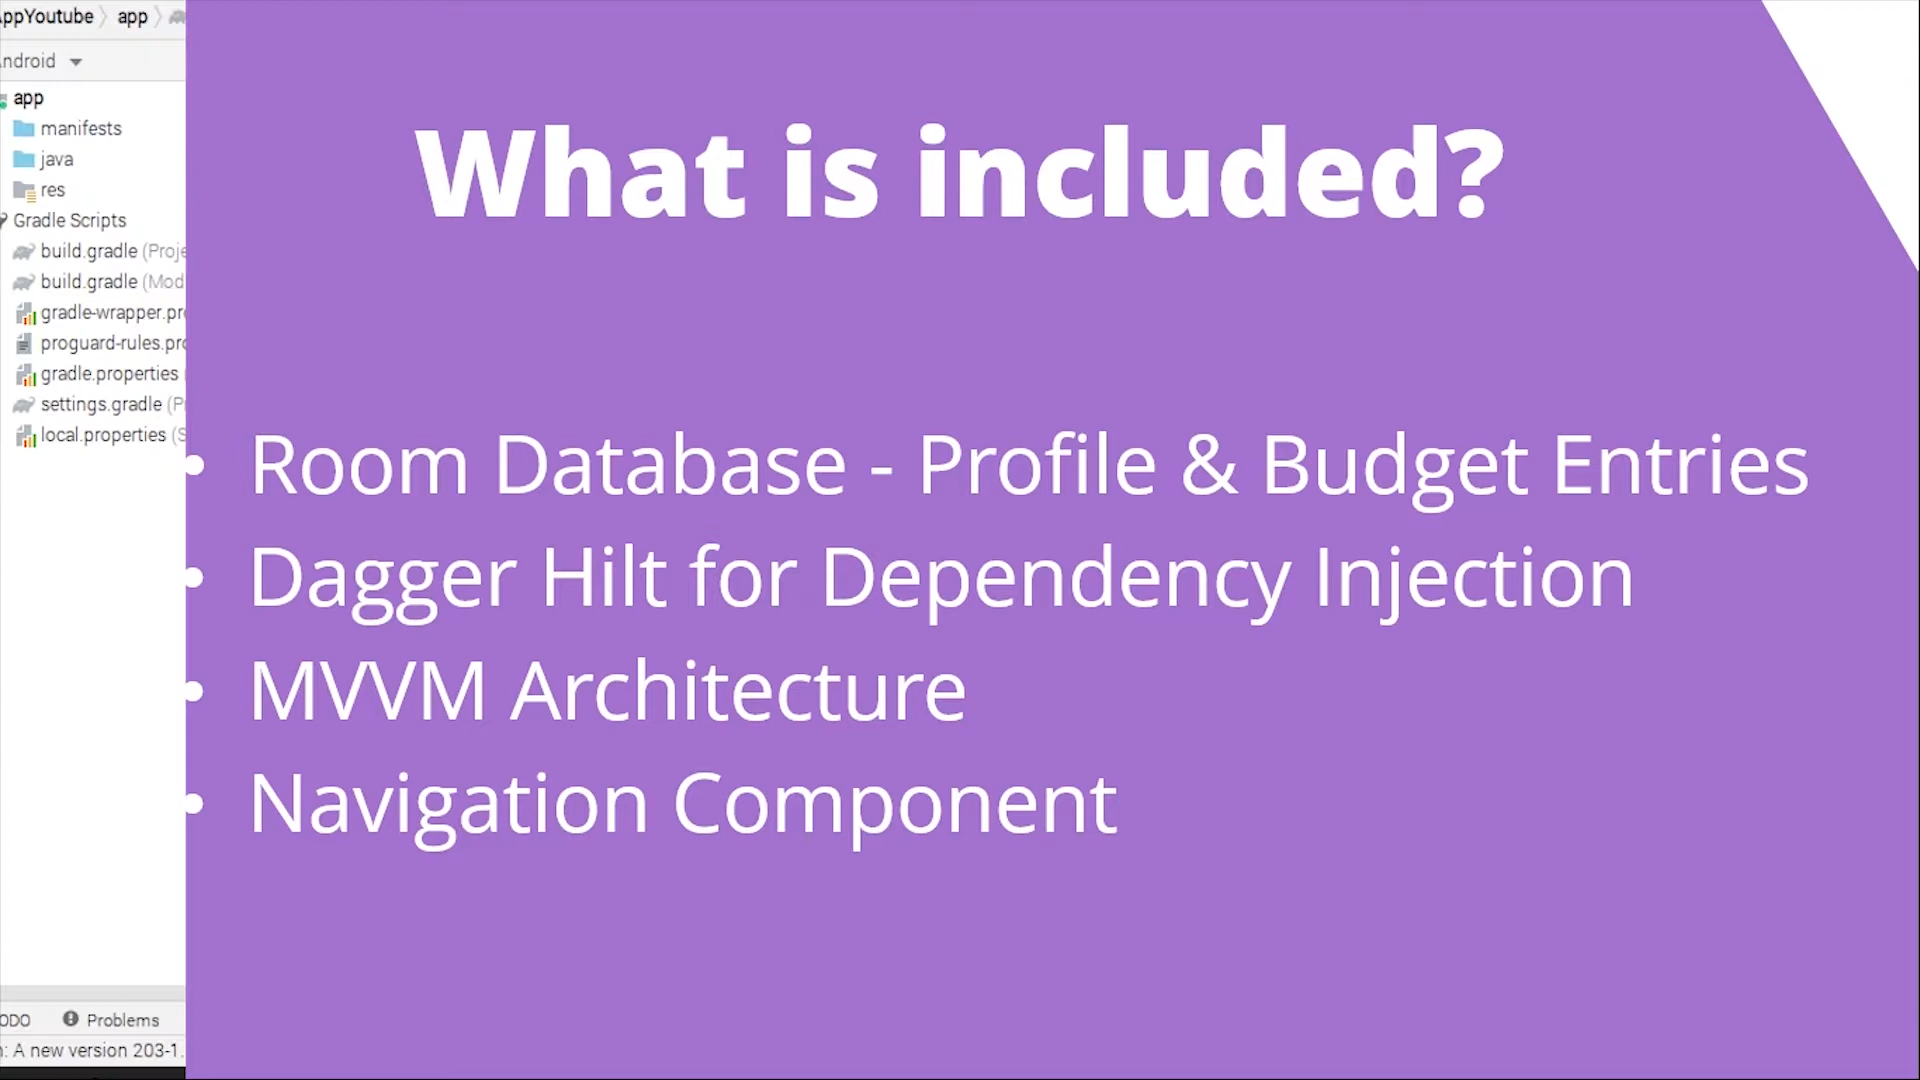 AppYoutube app
Android
app
manifests
java
res
Gradle Scripts
build.gradle (Proje
build.gradle (Mod
gradle-wrapper.pro
proguard-rules.pro
gradle.properties
settings.gradle (P
local.properties (S
ODO Problems
: A new version 203-1.
What is included?
• Room Database - Profile & Budget Entries
• Dagger Hilt for Dependency Injection
• MVVM Architecture
• Navigation Component